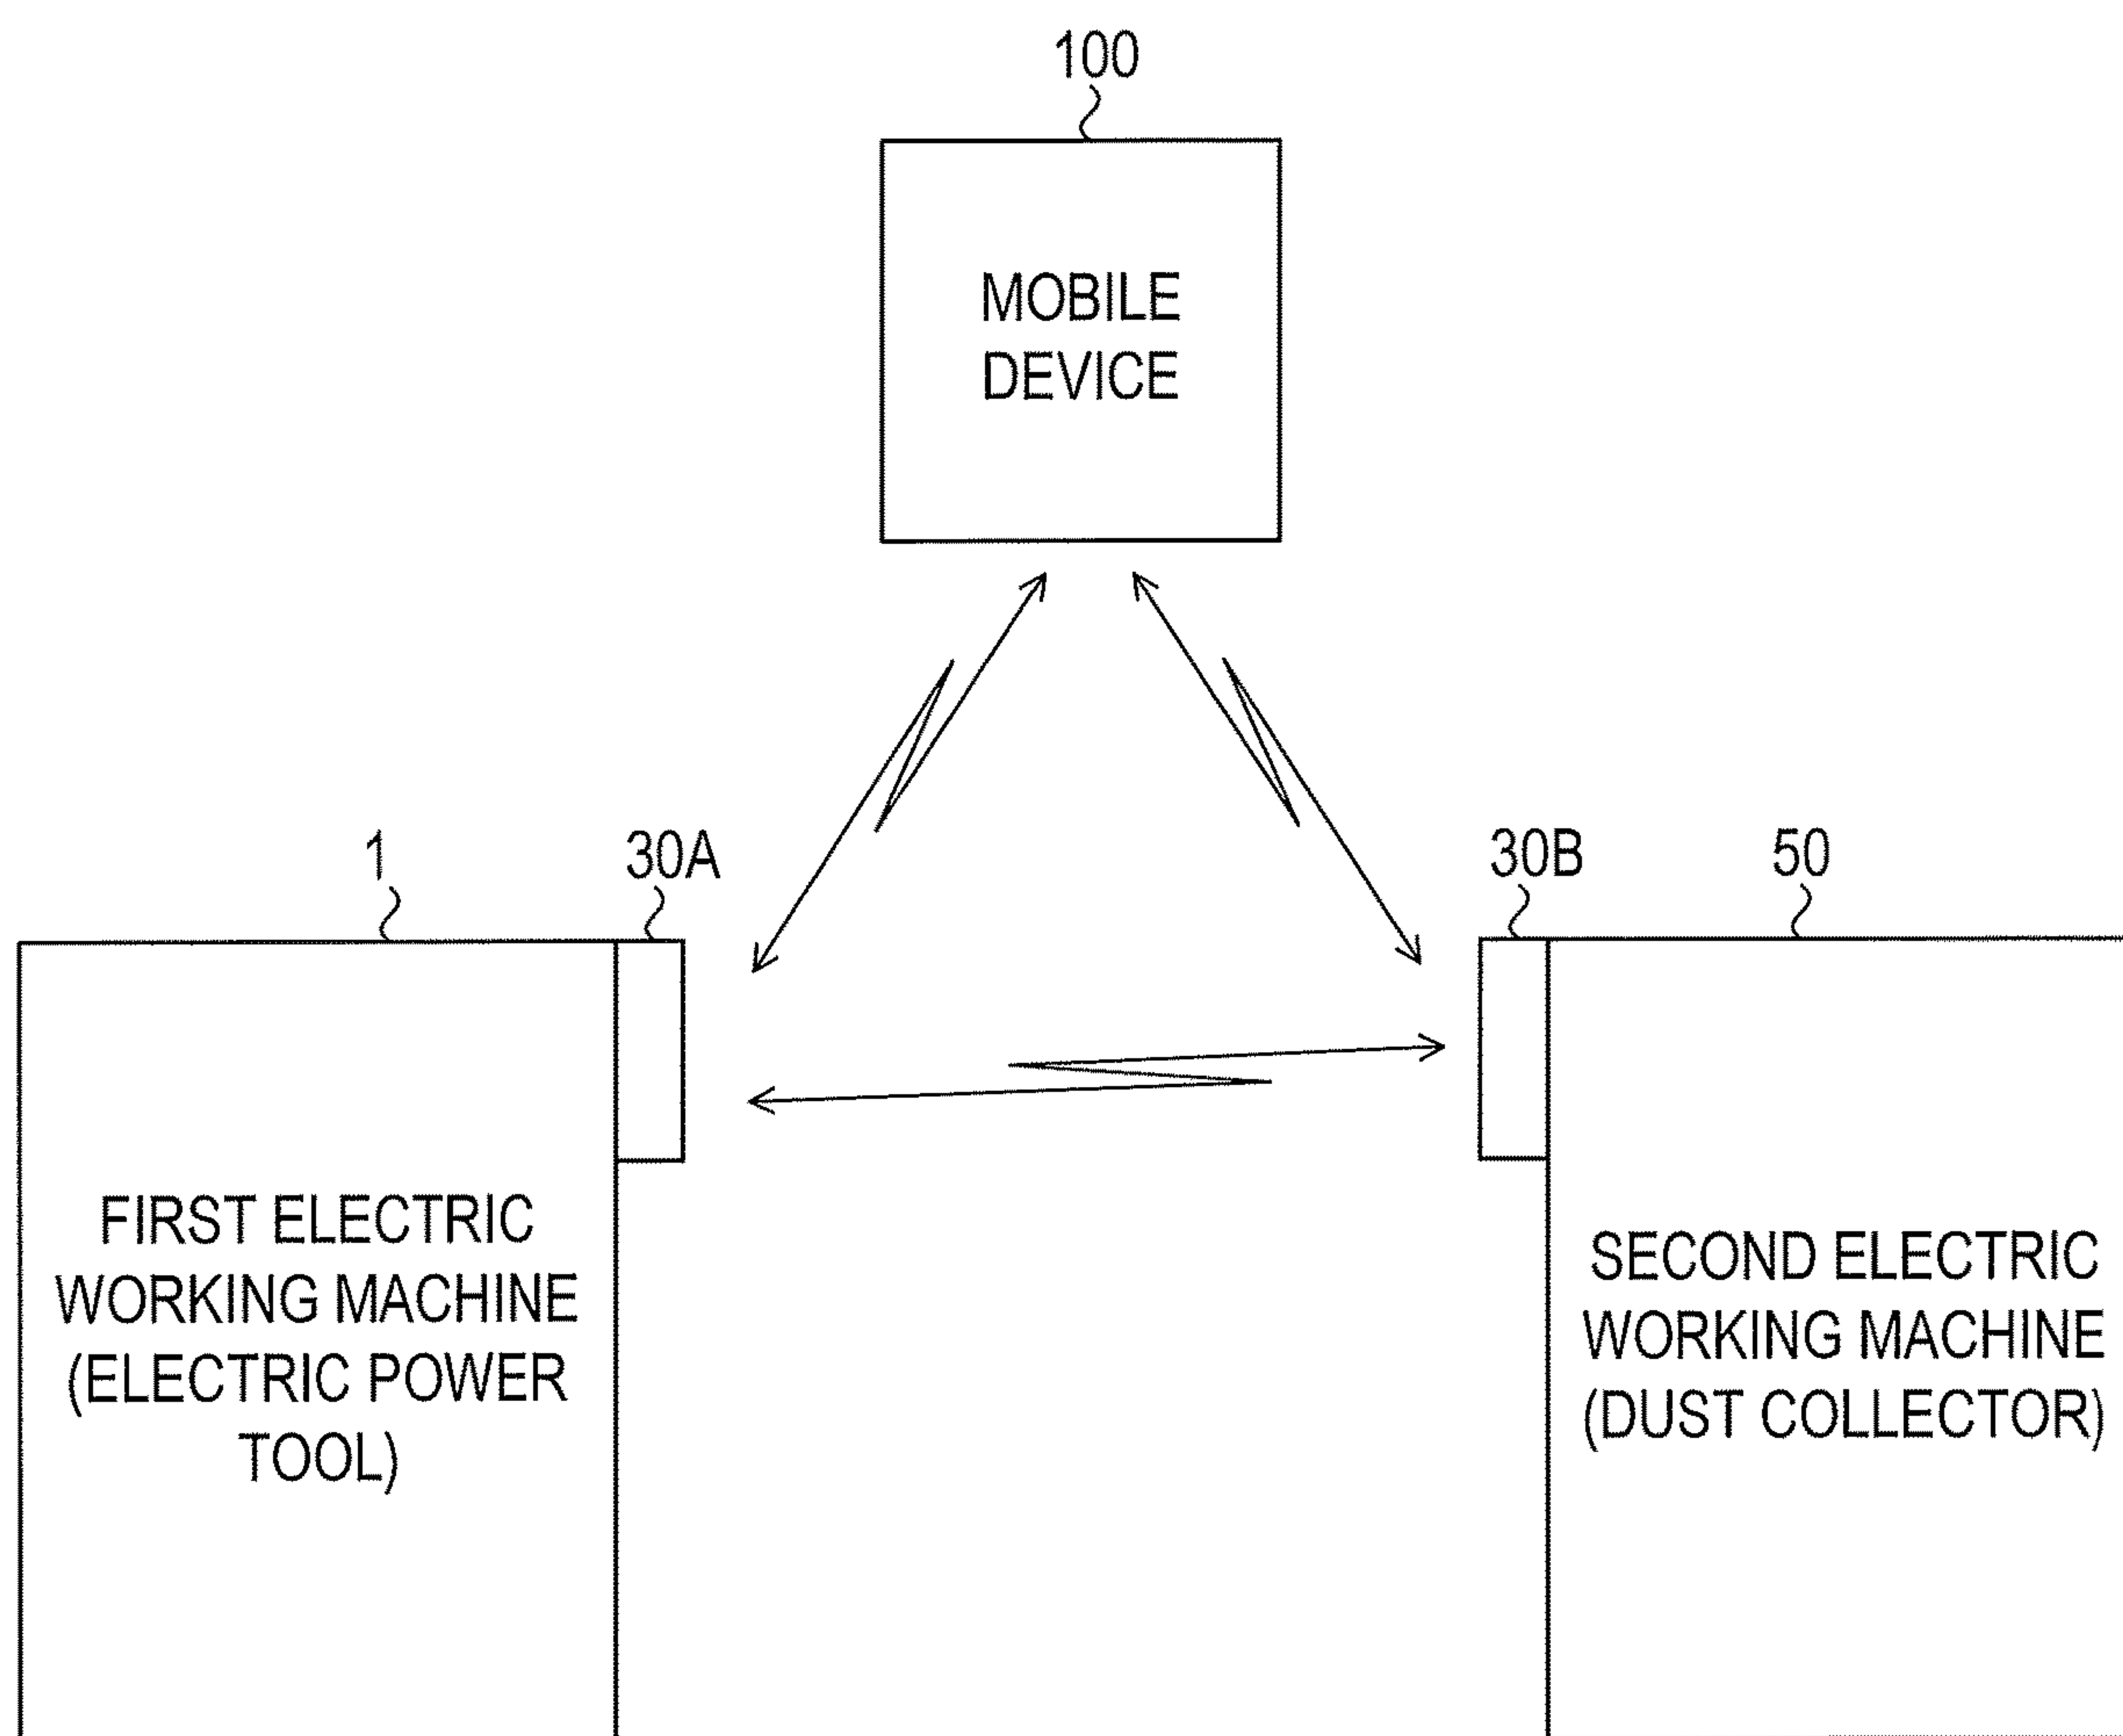 100
MOBILE
DEVICE
1
30A
30B
50
FIRST ELECTRIC
WORKING MACHINE
(ELECTRIC POWER
TOOL)
SECOND ELECTRIC
WORKING MACHINE
(DUST COLLECTOR)